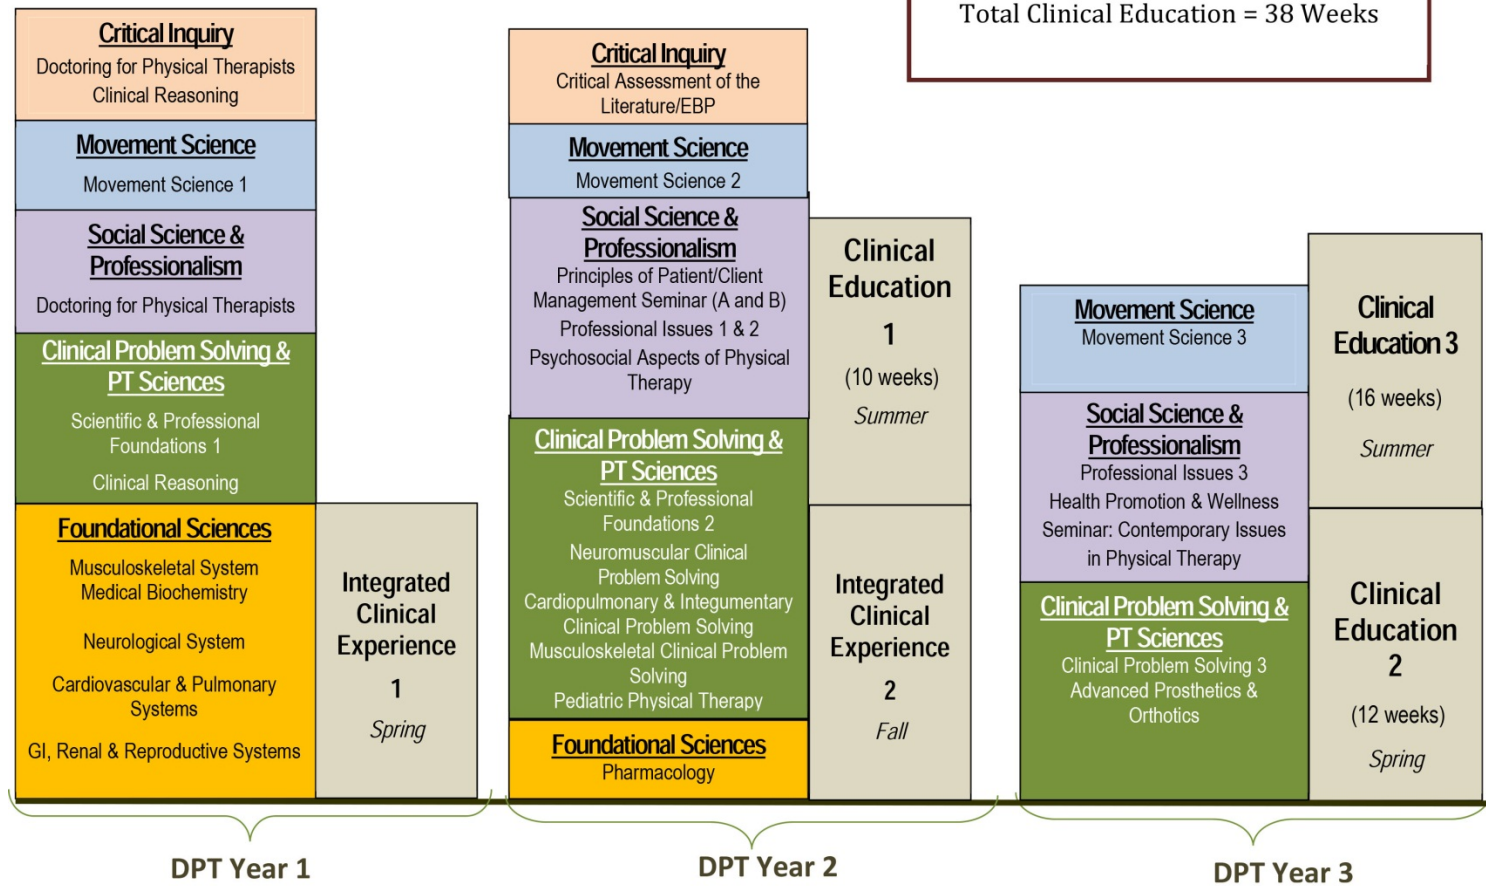 Total Clinical Education = 38 Weeks
Critical Inquiry
Doctoring for Physical Therapists
Clinical Reasoning
Movement Science
Movement Science 1
Social Science &
Professionalism
Doctoring for Physical Therapists
Clinical Problem Solving &
PT Sciences
Scientific & Professional
Foundations 1
Clinical Reasoning
Foundational Sciences
Musculoskeletal System
Medical Biochemistry
Neurological System
Cardiovascular & Pulmonary
Systems
GI, Renal & Reproductive Systems
Integrated
Clinical
Experience
1
Spring
DPT Year 1
Critical Inquiry
Critical Assessment of the
Literature/EBP
Movement Science
Movement Science 2
Social Science &
Professionalism
Principles of Patient/Client
Management Seminar (A and B)
Professional Issues 1 & 2
Psychosocial Aspects of Physical
Therapy
Clinical Problem Solving &
PT Sciences
Scientific & Professional
Foundations 2
Neuromuscular Clinical
Problem Solving
Cardiopulmonary & Integumentary
Clinical Problem Solving
Musculoskeletal Clinical Problem
Solving
Pediatric Physical Therapy
Foundational Sciences
Pharmacology
Clinical
Education
1
(10 weeks)
Summer
Integrated
Clinical
Experience
2
Fall
DPT Year 2
Movement Science
Movement Science 3
Social Science &
Professionalism
Professional Issues 3
Health Promotion & Wellness
Seminar: Contemporary Issues
in Physical Therapy
Clinical Problem Solving &
PT Sciences
Clinical Problem Solving 3
Advanced Prosthetics &
Orthotics
Clinical
Education 3
(16 weeks)
Summer
Clinical
Education
2
(12 weeks)
Spring
DPT Year 3